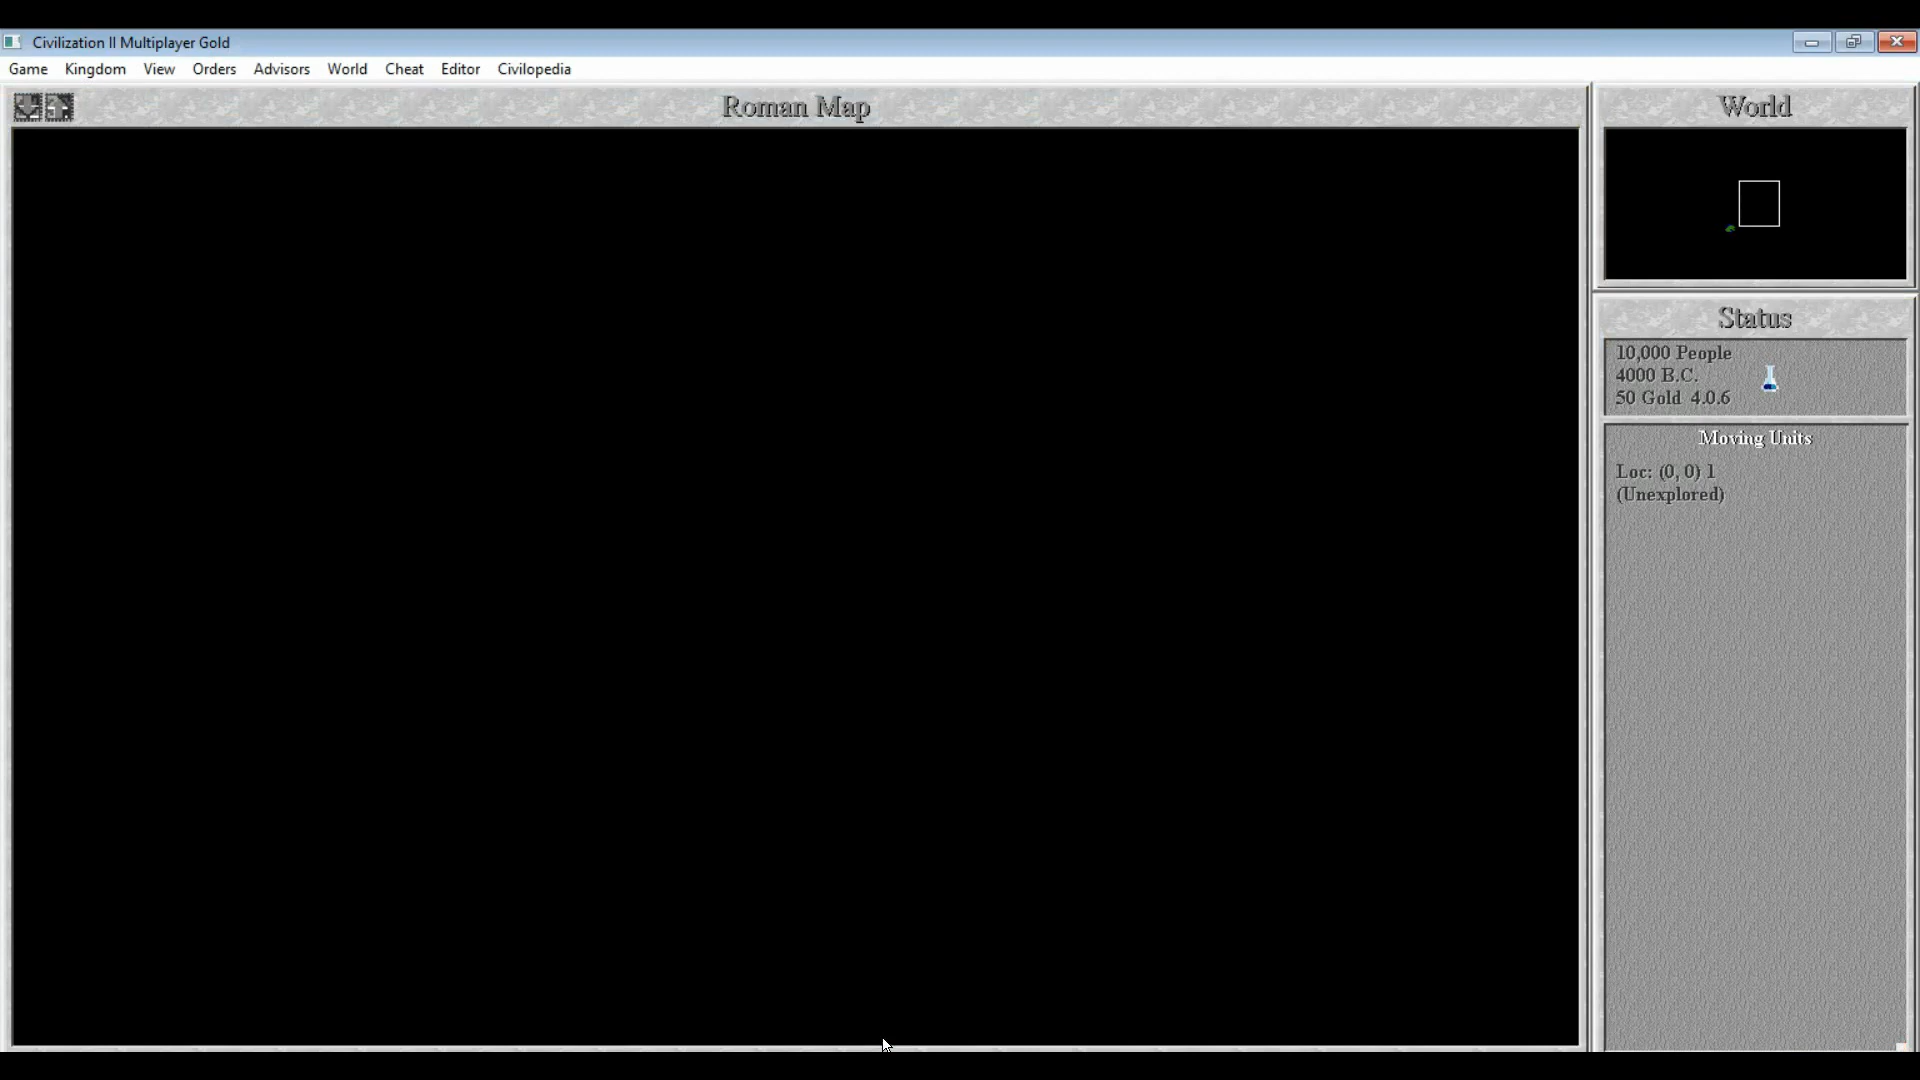 Civilization II Multiplayer Gold
Game Kingdom View Orders Advisors World Cheat Editor Civilopedia
Roman Map
World
Status
10,000 People
4000 B.C.
50 Gold 4.0.6
Moving Units
Loc: (0, 0) 1
(Unexplored)